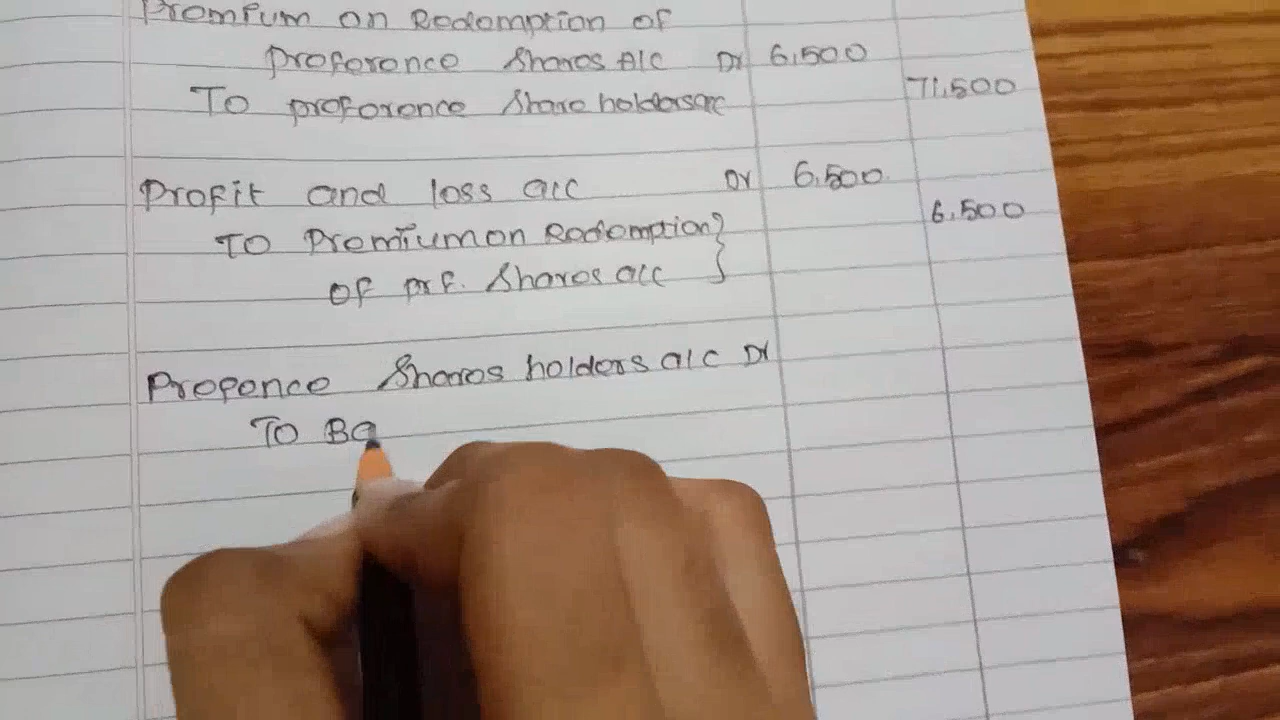 Premium on Redemption of
Preference Shares A/c Dr 6,500
To preference Share holders a/c 71,500
Profit and loss a/c Dr 6,500
To Premium on Redemption } 6,500
of prf. Shares a/c
Prefence Shares holders a/c Dr
To Ba